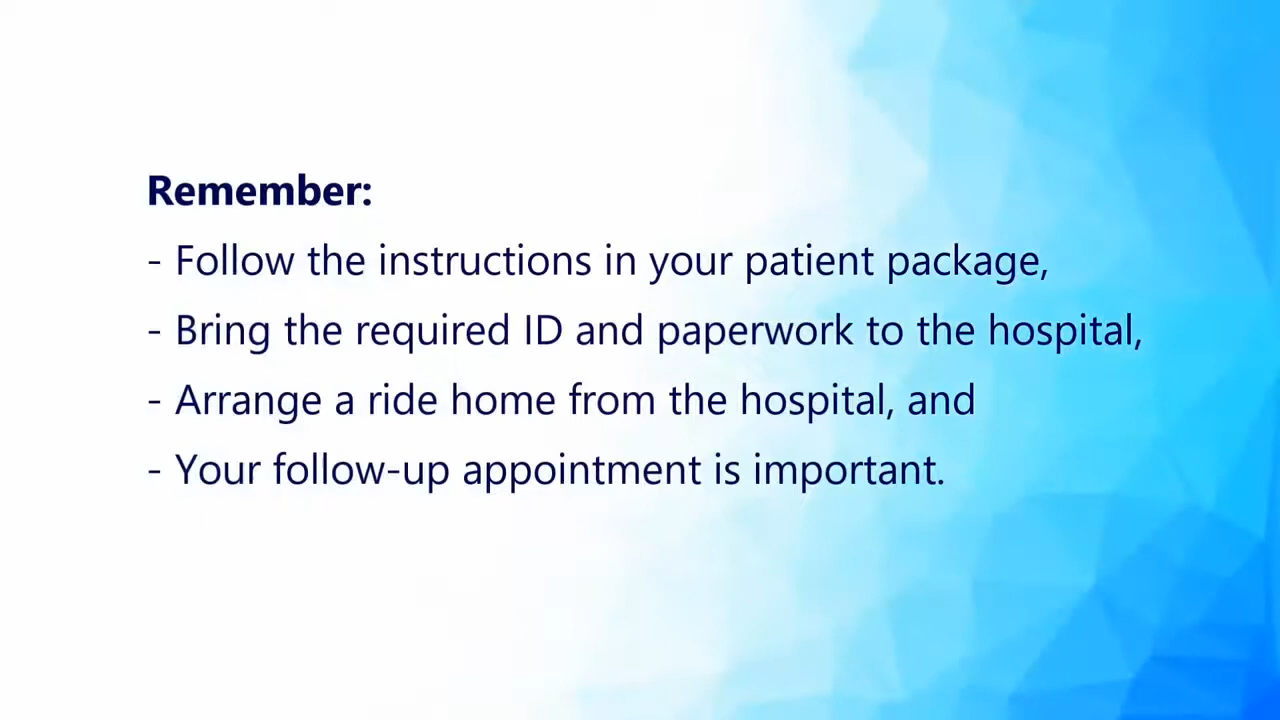 Remember:
- Follow the instructions in your patient package,
- Bring the required ID and paperwork to the hospital,
- Arrange a ride home from the hospital, and
- Your follow-up appointment is important.